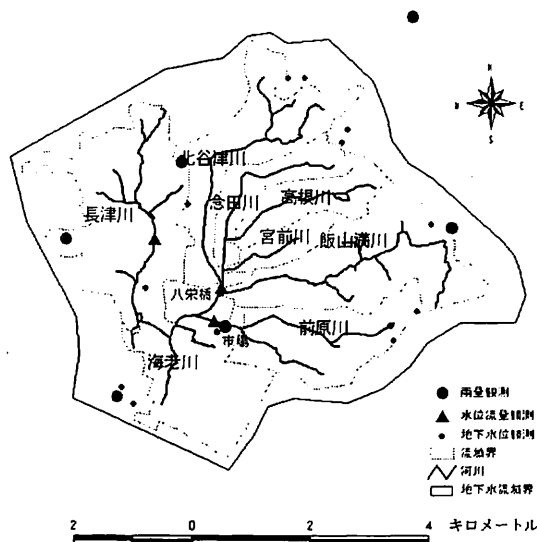 N
W E
S
北谷津川
念田川
高根川
長津川
宮前川
飯山満川
八栄橋
市場
前原川
海老川
雨量観測
水位流量観測
地下水位観測
流域界
河川
地下水流域界
2 0 2 4 キロメートル